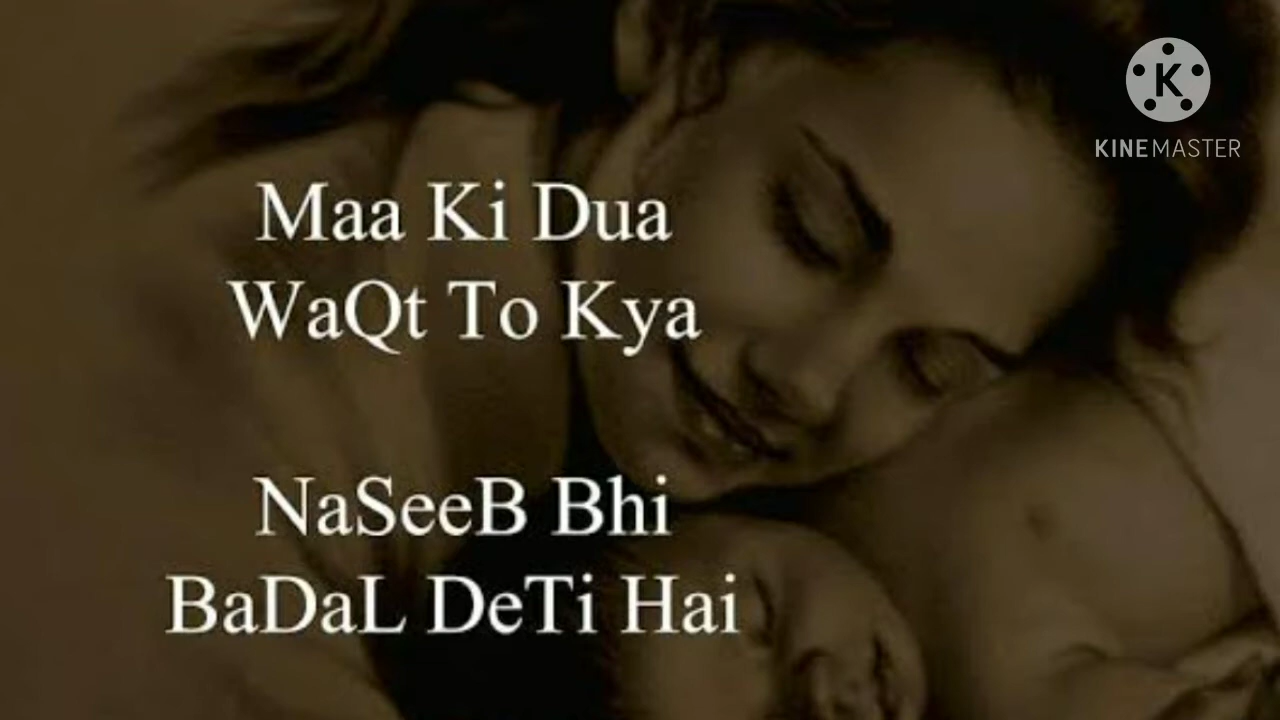 K
KINEMASTER
Maa Ki Dua
WaQt To Kya
NaSeeB Bhi
BaDaL DeTi Hai